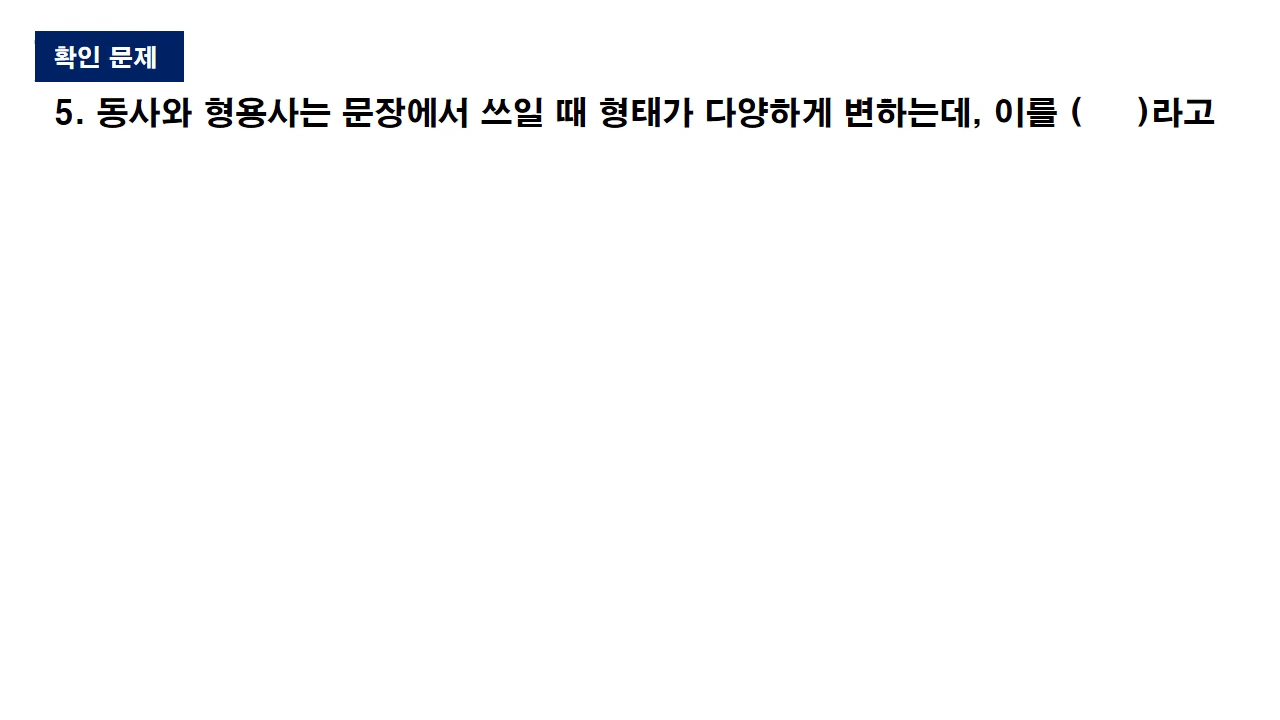 확인 문제
5. 동사와 형용사는 문장에서 쓰일 때 형태가 다양하게 변하는데, 이를 (    )라고